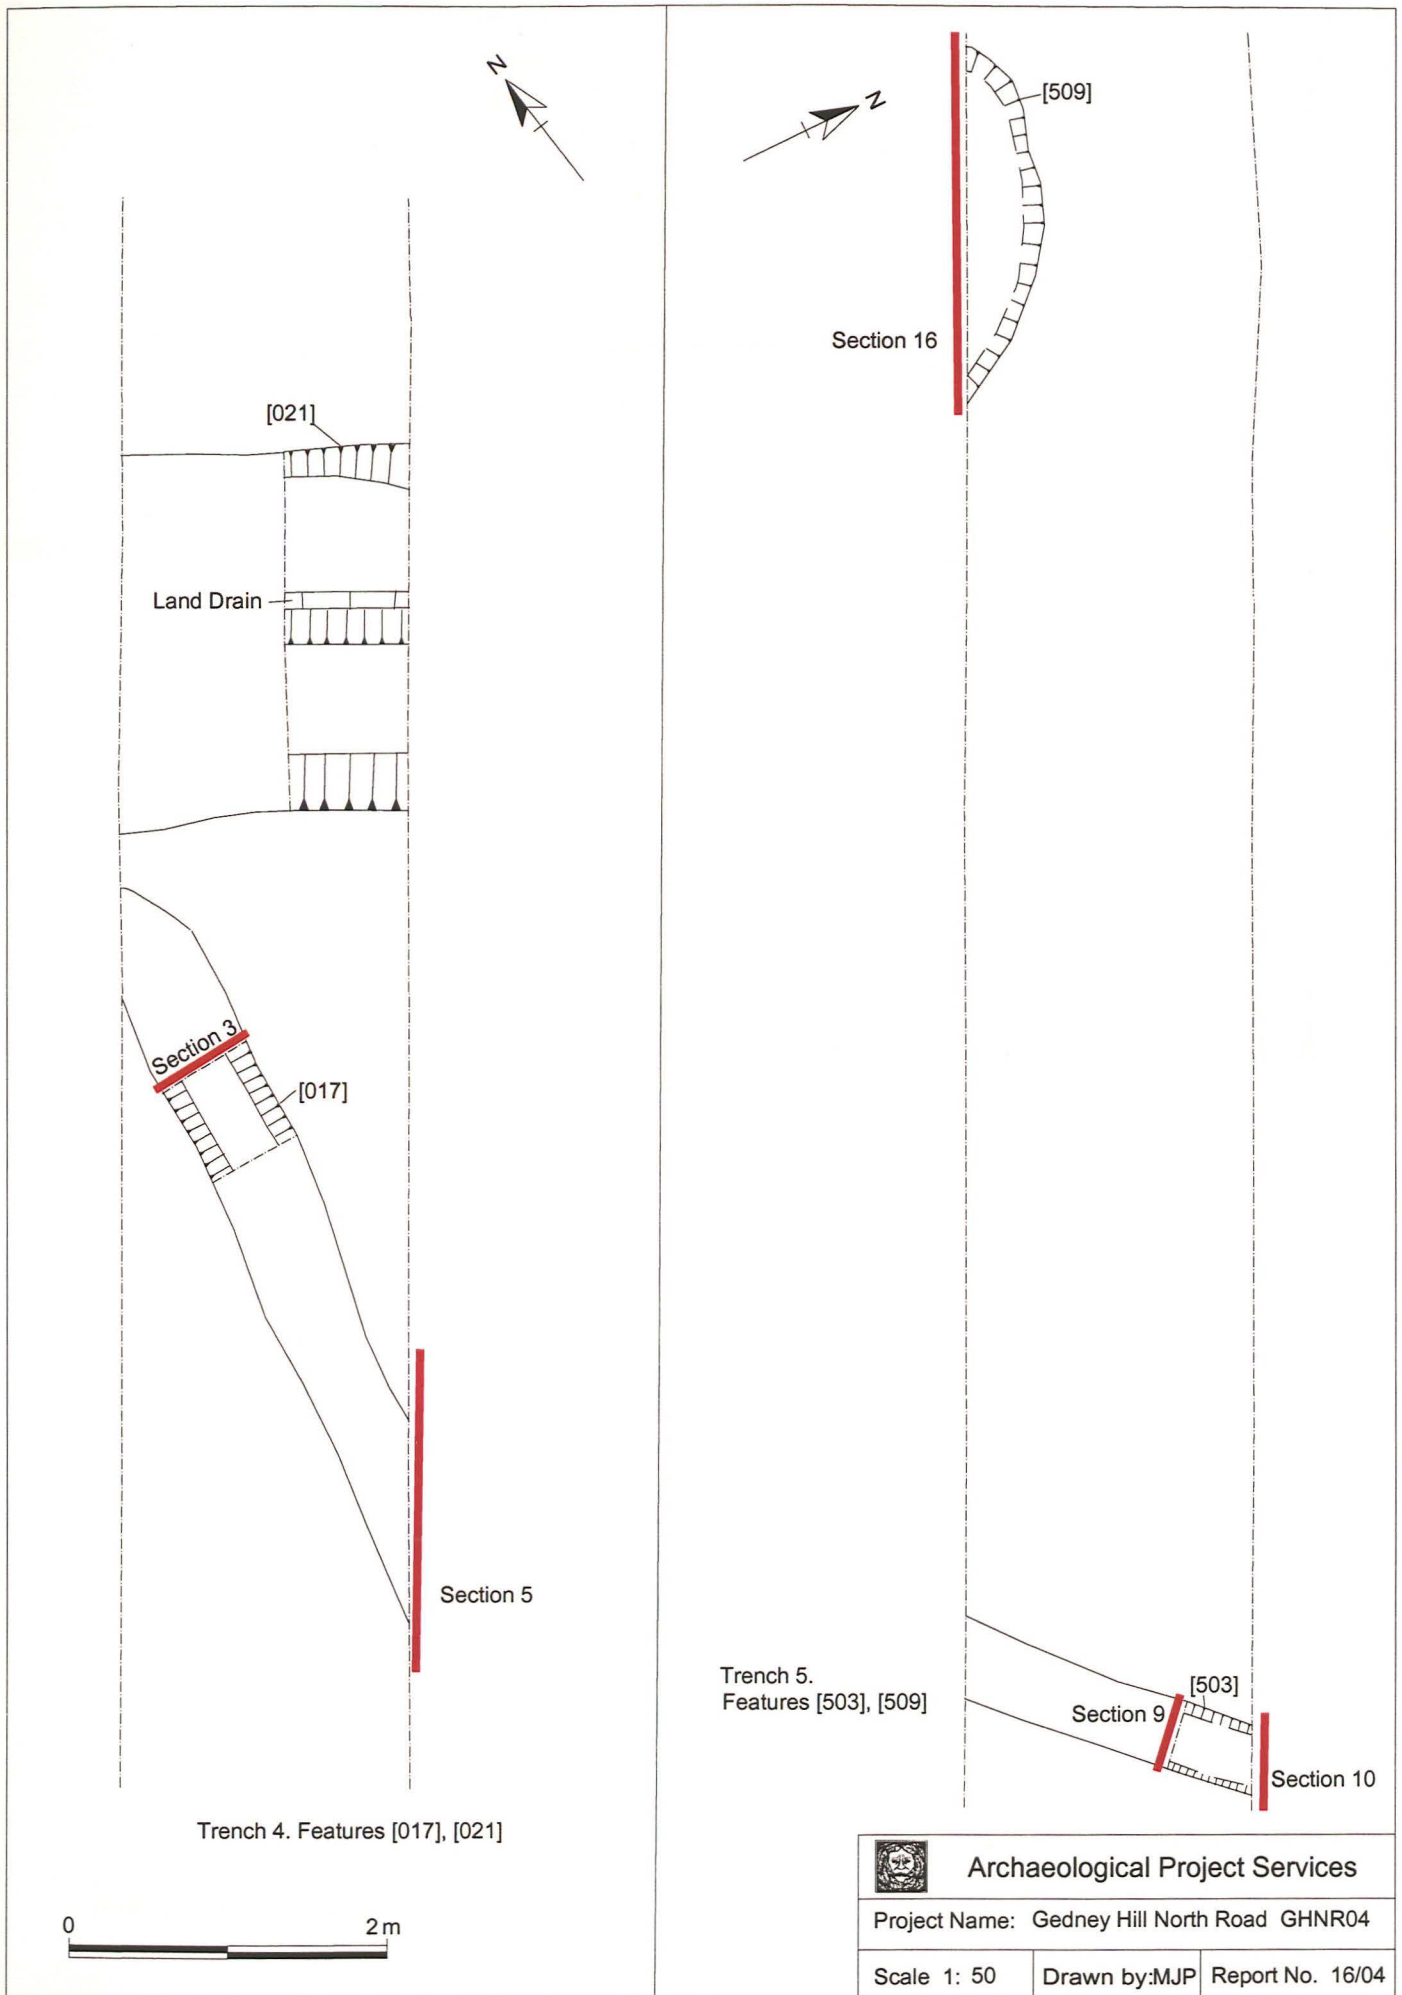 N
[021]
Land Drain
Section 3
[017]
Section 5
Trench 4. Features [017], [021]
0 2 m
N
[509]
Section 16
Trench 5.
Features [503], [509]
[503]
Section 9
Section 10
Archaeological Project Services
Project Name: Gedney Hill North Road GHNR04
Scale 1: 50 Drawn by:MJP Report No. 16/04